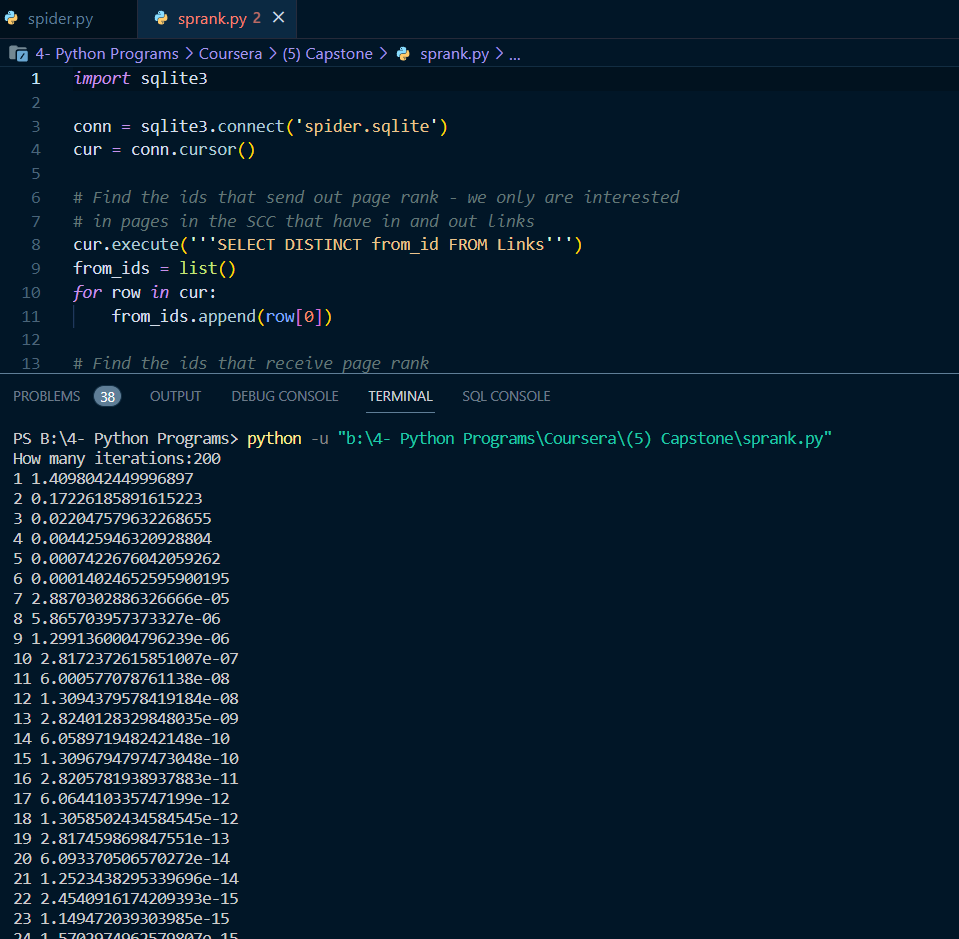 spider.py sprank.py 2
4- Python Programs > Coursera > (5) Capstone > sprank.py > ...
1 import sqlite3
2
3 conn = sqlite3.connect('spider.sqlite')
4 cur = conn.cursor()
5
6 # Find the ids that send out page rank - we only are interested
7 # in pages in the SCC that have in and out links
8 cur.execute('''SELECT DISTINCT from_id FROM Links''')
9 from_ids = list()
10 for row in cur:
11 from_ids.append(row[0])
12
13 # Find the ids that receive page rank
PROBLEMS 38 OUTPUT DEBUG CONSOLE TERMINAL SQL CONSOLE
PS B:\4- Python Programs> python -u "b:\4- Python Programs\Coursera\(5) Capstone\sprank.py"
How many iterations:200
1 1.4098042449996897
2 0.17226185891615223
3 0.022047579632268655
4 0.004425946320928804
5 0.0007422676042059262
6 0.00014024652595900195
7 2.8870302886326666e-05
8 5.865703957373327e-06
9 1.2991360004796239e-06
10 2.8172372615851007e-07
11 6.000577078761138e-08
12 1.3094379578419184e-08
13 2.8240128329848035e-09
14 6.058971948242148e-10
15 1.3096794797473048e-10
16 2.8205781938937883e-11
17 6.064410335747199e-12
18 1.3058502434584545e-12
19 2.817459869847551e-13
20 6.093370506570272e-14
21 1.2523438295339696e-14
22 2.4540916174209393e-15
23 1.149472039303985e-15
24 1.5702974962579807e-15